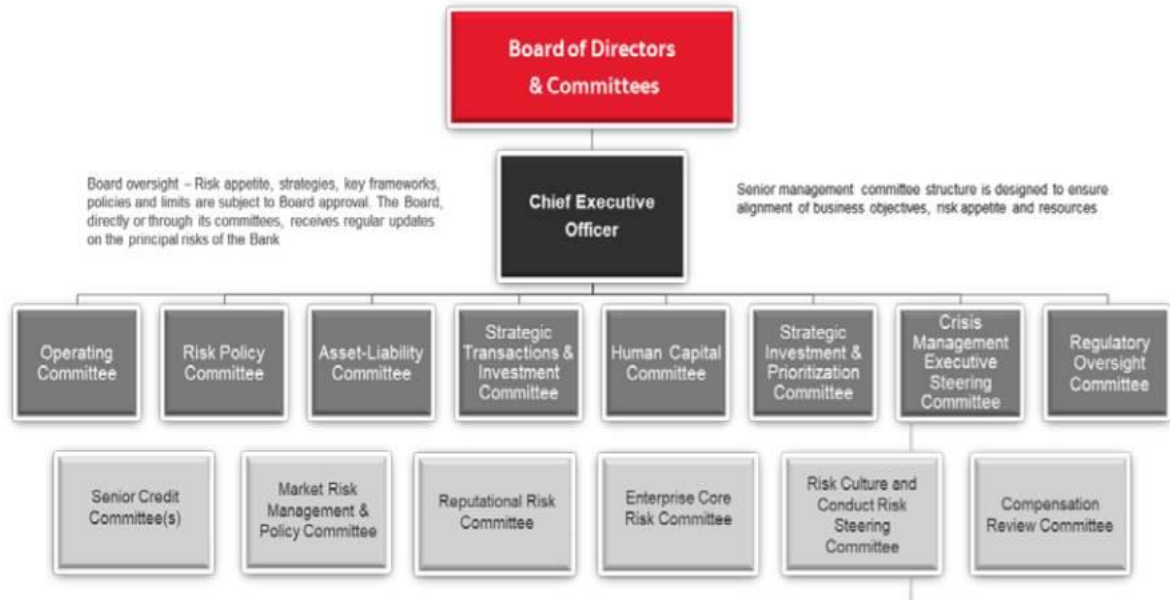 Board of Directors
& Committees
Board oversight – Risk appetite, strategies, key frameworks,
policies and limits are subject to Board approval. The Board,
directly or through its committees, receives regular updates
on the principal risks of the Bank
Chief Executive
Officer
Senior management committee structure is designed to ensure
alignment of business objectives, risk appetite and resources
Operating
Committee
Risk Policy
Committee
Asset-Liability
Committee
Strategic
Transactions &
Investment
Committee
Human Capital
Committee
Strategic
Investment &
Prioritization
Committee
Crisis
Management
Executive
Steering
Committee
Regulatory
Oversight
Committee
Senior Credit
Committee(s)
Market Risk
Management &
Policy Committee
Reputational Risk
Committee
Enterprise Core
Risk Committee
Risk Culture and
Conduct Risk
Steering
Committee
Compensation
Review Committee